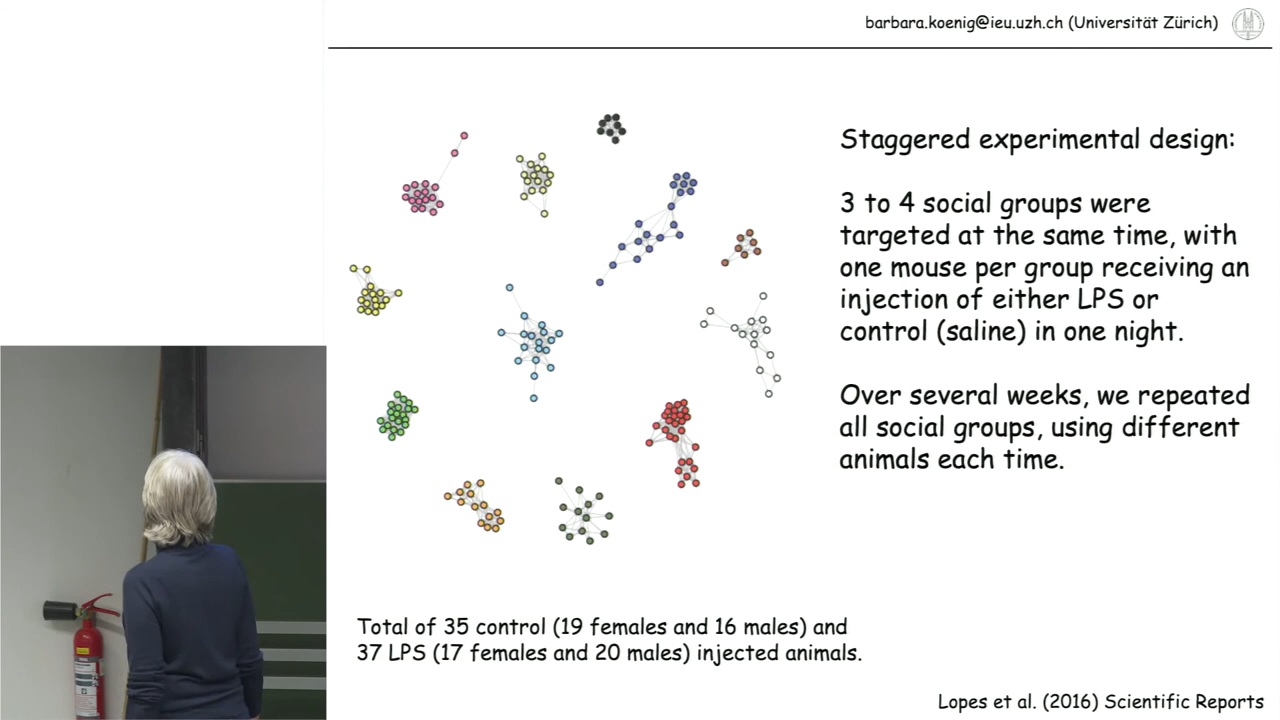 barbara.koenig@ieu.uzh.ch (Universität Zürich)
Staggered experimental design:
3 to 4 social groups were
targeted at the same time, with
one mouse per group receiving an
injection of either LPS or
control (saline) in one night.
Over several weeks, we repeated
all social groups, using different
animals each time.
Total of 35 control (19 females and 16 males) and
37 LPS (17 females and 20 males) injected animals.
Lopes et al. (2016) Scientific Reports